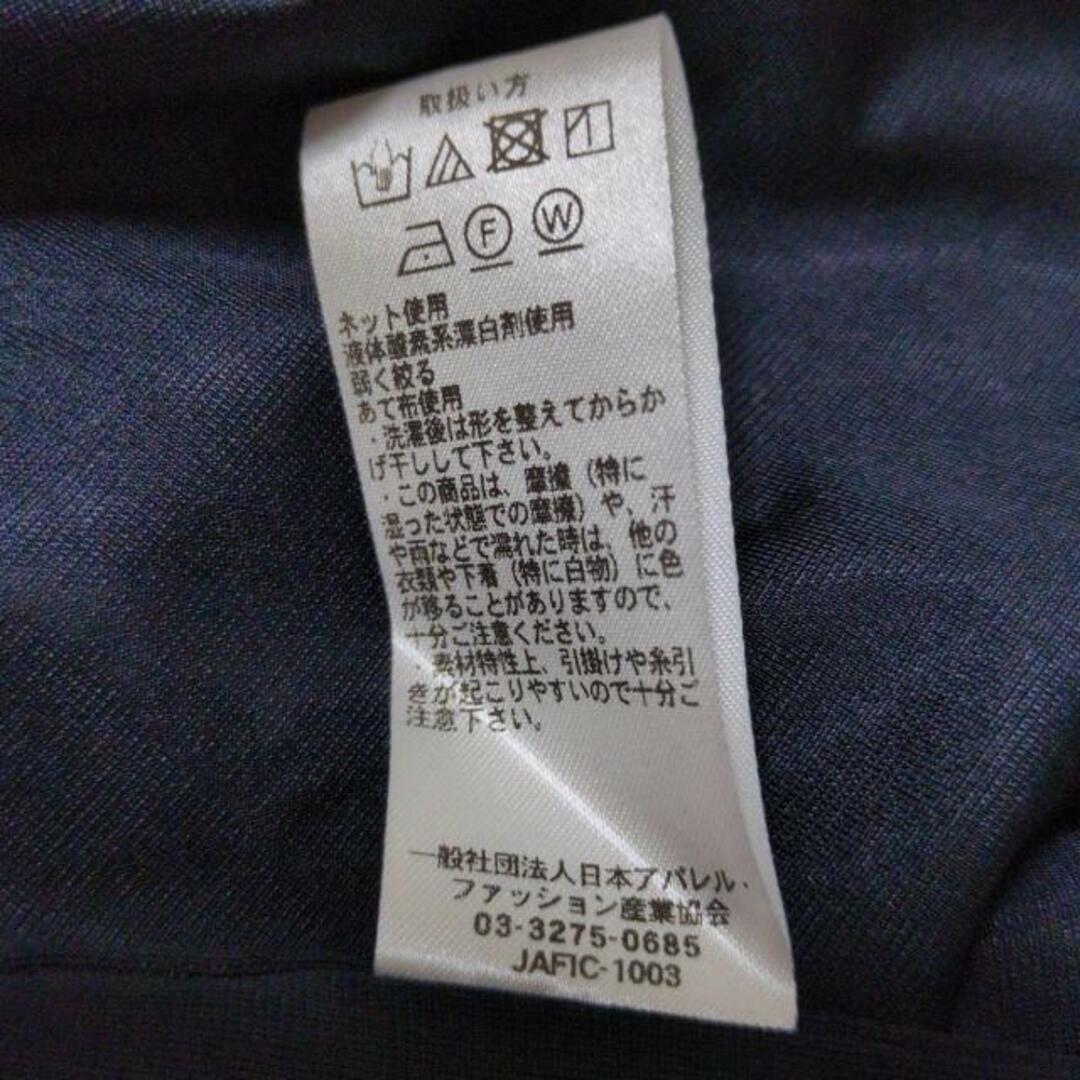 取扱い方
F W
ネット使用
液体酸素系漂白剤使用
弱く絞る
あて布使用
・洗濯後は形を整えてからか
げ干しして下さい。
・この商品は、摩擦（特に
湿った状態での摩擦）や、汗
や雨などで濡れた時は、他の
衣類や下着（特に白物）に色
が移ることがありますので、
十分ご注意ください。
・素材特性上、引掛けや糸引
きが起こりやすいので十分ご
注意下さい。
一般社団法人日本アパレル・
ファッション産業協会
03-3275-0685
JAFIC-1003